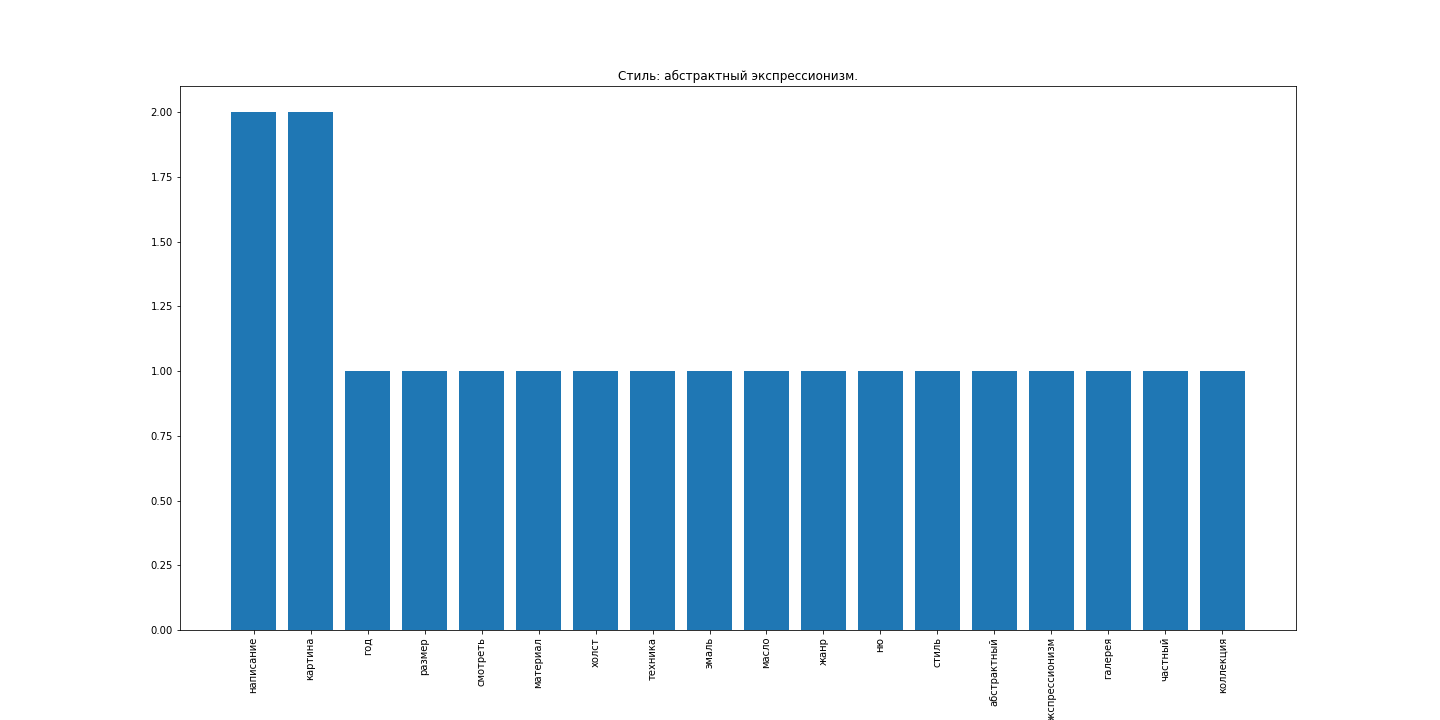 Стиль: абстрактный экспрессионизм.
2.00
1.75
1.50
1.25
1.00
0.75
0.50
0.25
0.00
написание
картина
год
размер
смотреть
материал
холст
техника
эмаль
масло
жанр
ню
стиль
абстрактный
кспрессионизм
галерея
частный
коллекция